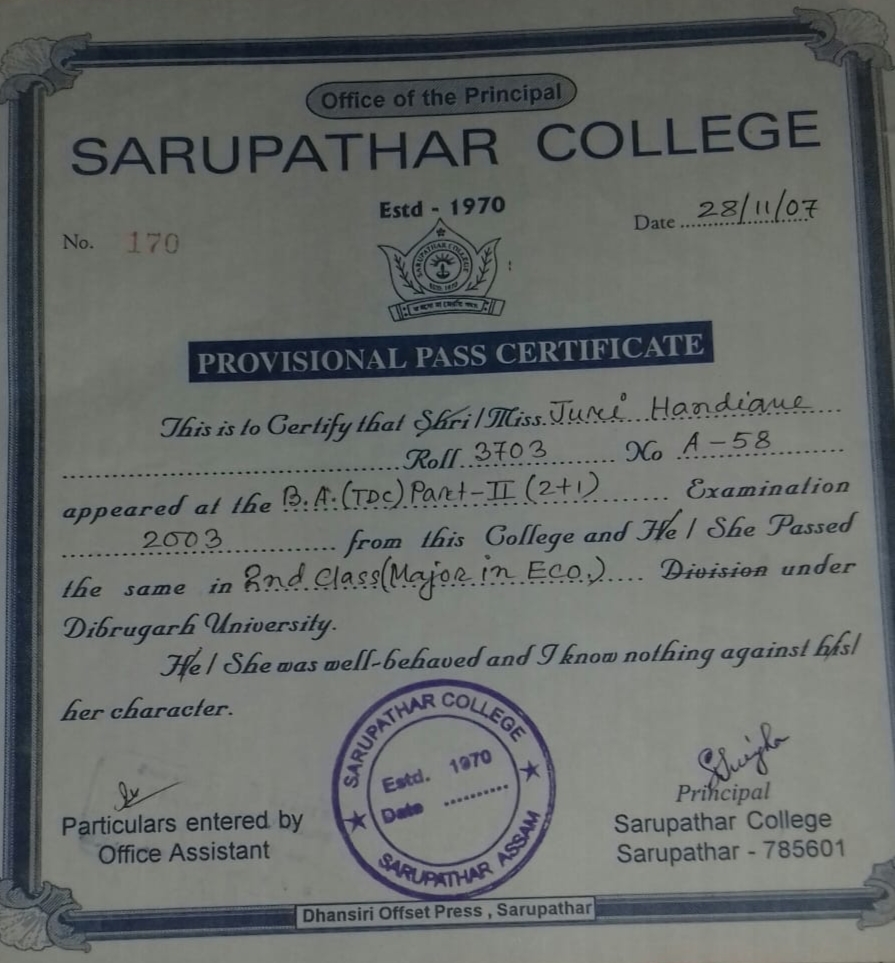 Office of the Principal
SARUPATHAR COLLEGE
Estd - 1970
No. 170
Date 28/11/07
SARUPATHAR COLLEGE
PROVISIONAL PASS CERTIFICATE
This is to Certify that Shri / Miss. Juri Handique
Roll 3703 No A-58
appeared at the B.A. (TDC) Part-II (2+1) Examination
2003 from this College and He / She Passed
the same in 2nd class (Major in Eco.) Division under
Dibrugarh University.
He / She was well-behaved and I know nothing against his/
her character.
SARUPATHAR COLLEGE
Estd. 1970
Date
SARUPATHAR ASSAM
Particulars entered by
Office Assistant
Principal
Sarupathar College
Sarupathar - 785601
Dhansiri Offset Press , Sarupathar